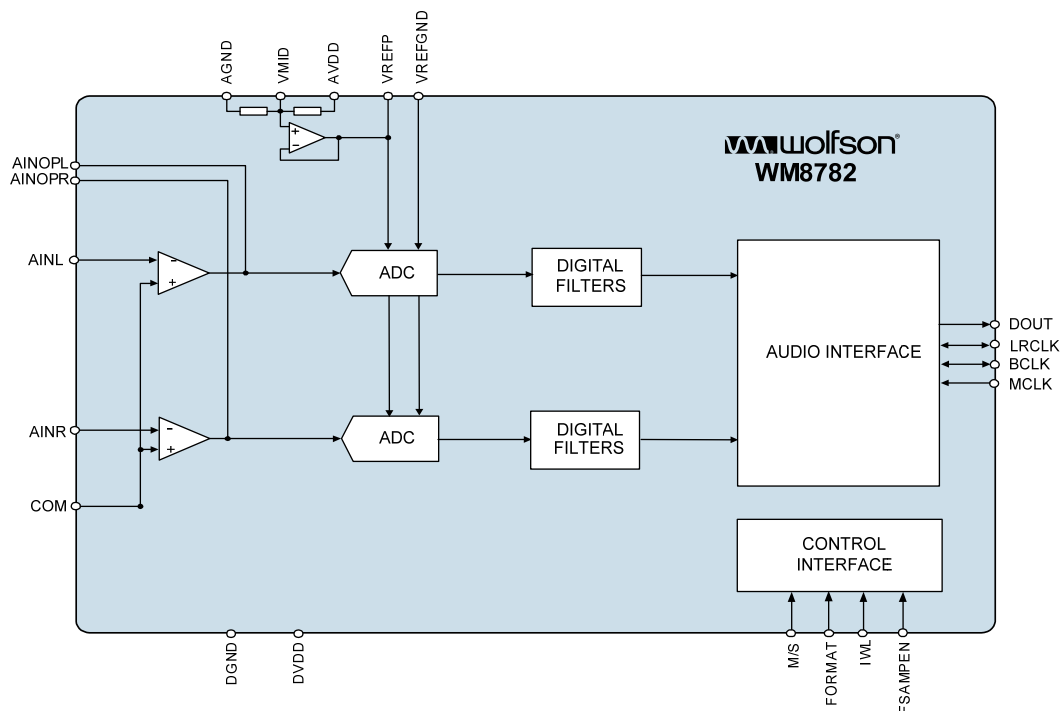 AGND
VMID
AVDD
VREFP
VREFGND
wolfson®
WM8782
AINOPL
AINOPR
AINL
-
+
ADC
DIGITAL
FILTERS
AUDIO INTERFACE
DOUT
LRCLK
BCLK
MCLK
AINR
-
+
ADC
DIGITAL
FILTERS
COM
+
-
CONTROL
INTERFACE
DGND
DVDD
M/S
FORMAT
IWL
FSAMPEN